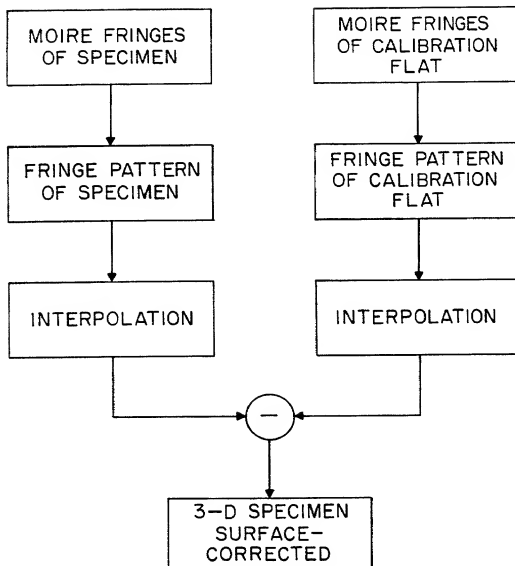 MOIRE FRINGES
OF SPECIMEN
MOIRE FRINGES
OF CALIBRATION
FLAT
FRINGE PATTERN
OF SPECIMEN
FRINGE PATTERN
OF CALIBRATION
FLAT
INTERPOLATION
INTERPOLATION
−
3-D SPECIMEN
SURFACE-
CORRECTED